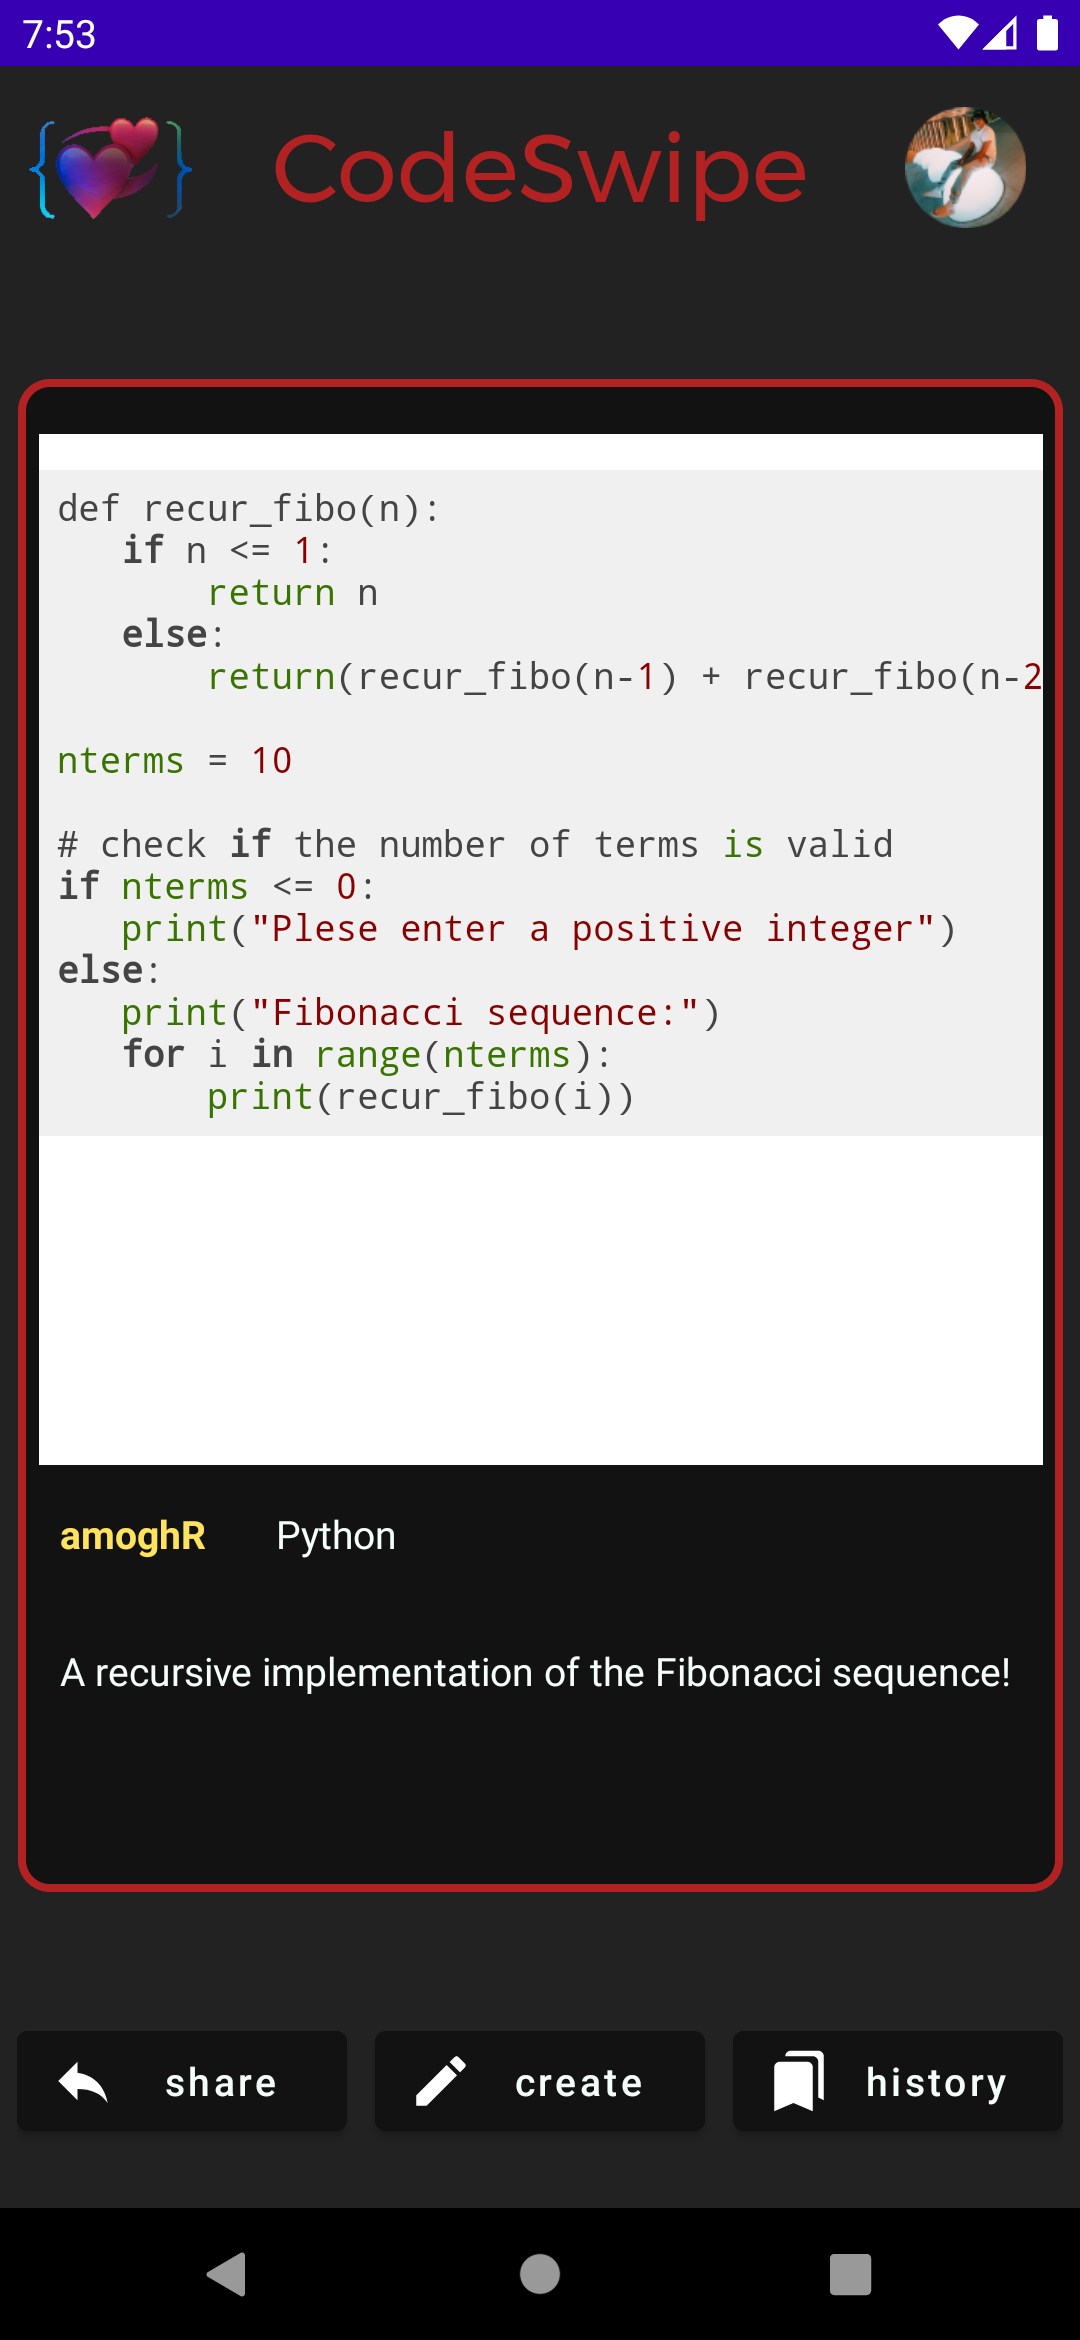 7:53
CodeSwipe
def recur_fibo(n):
   if n <= 1:
       return n
   else:
       return(recur_fibo(n-1) + recur_fibo(n-2
nterms = 10
# check if the number of terms is valid
if nterms <= 0:
   print("Plese enter a positive integer")
else:
   print("Fibonacci sequence:")
   for i in range(nterms):
       print(recur_fibo(i))
amoghR Python
A recursive implementation of the Fibonacci sequence!
share create history